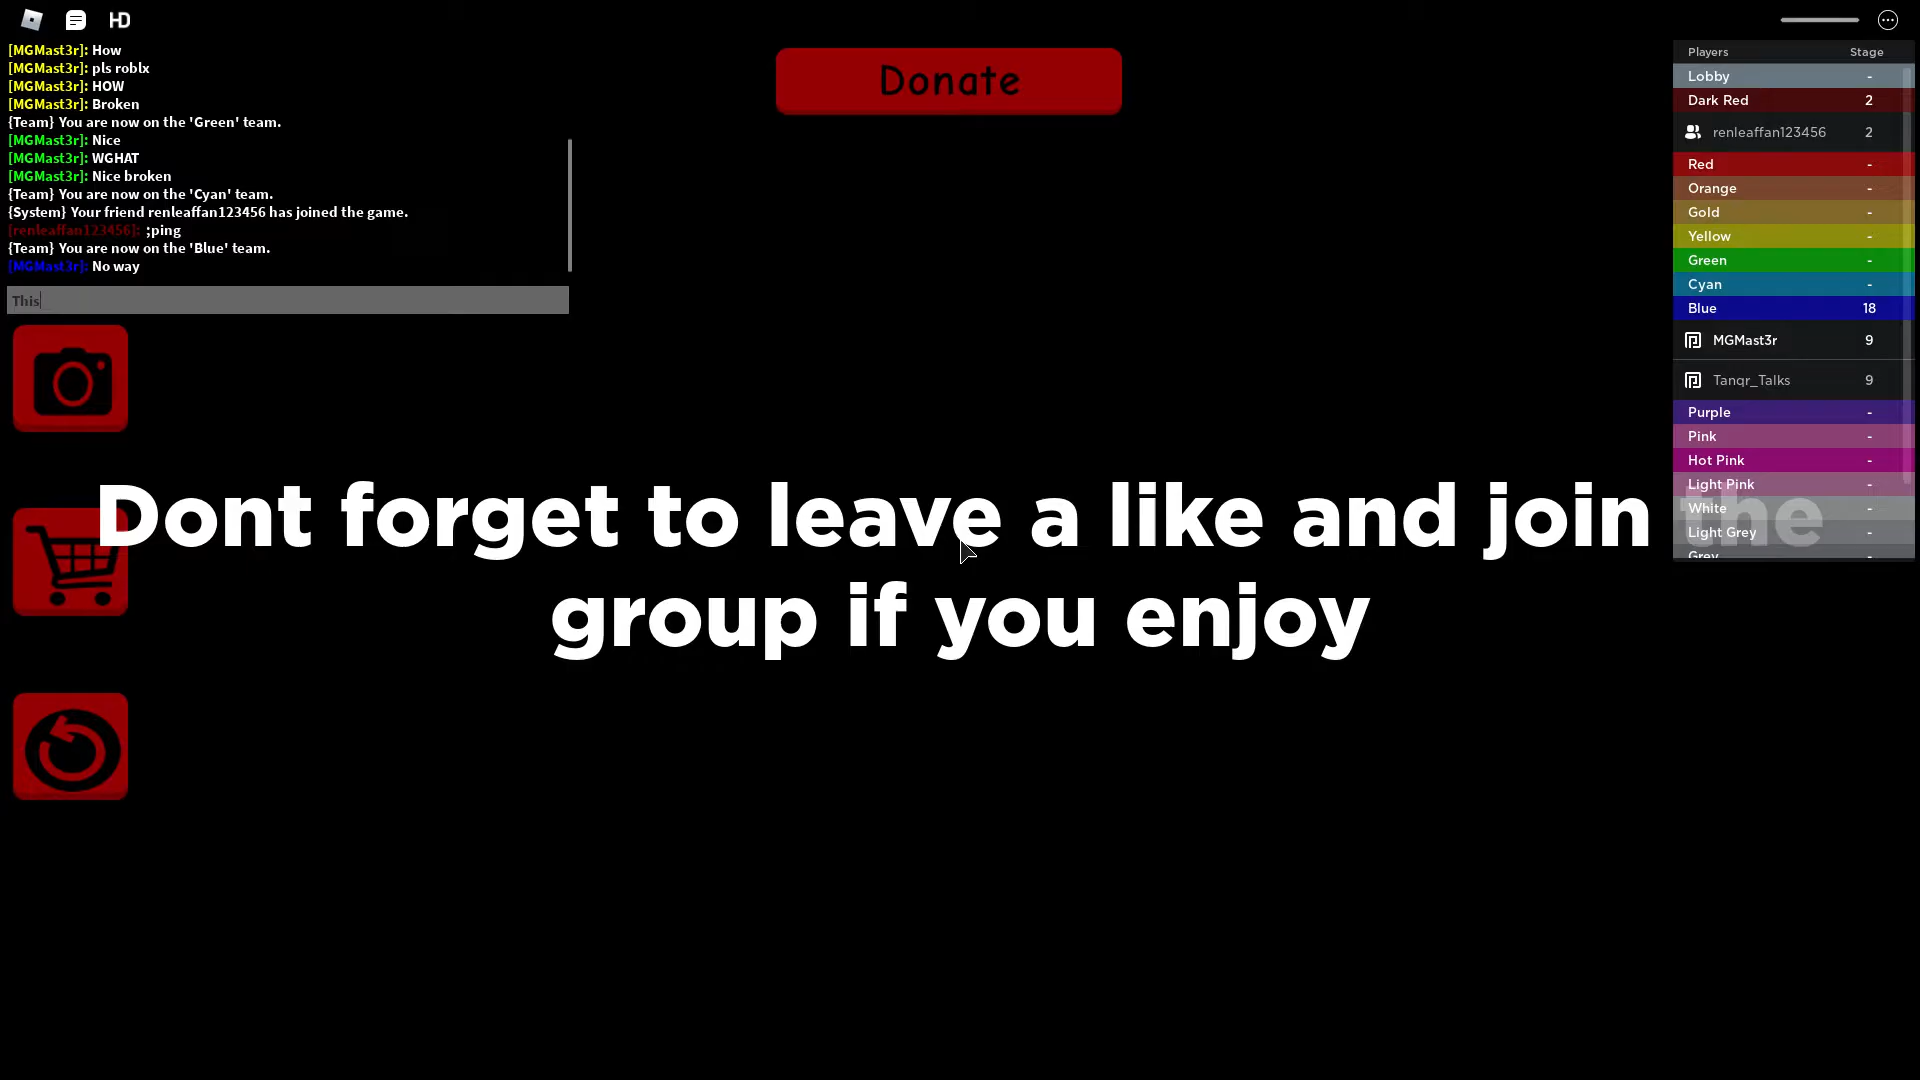 HD
[MGMast3r]: How
[MGMast3r]: pls roblx
[MGMast3r]: HOW
[MGMast3r]: Broken
{Team} You are now on the 'Green' team.
[MGMast3r]: Nice
[MGMast3r]: WGHAT
[MGMast3r]: Nice broken
{Team} You are now on the 'Cyan' team.
{System} Your friend renleaffan123456 has joined the game.
[renleaffan123456]: ;ping
{Team} You are now on the 'Blue' team.
[MGMast3r]: No way
This
Donate
Players Stage
Lobby -
Dark Red 2
renleaffan123456 2
Red -
Orange -
Gold -
Yellow -
Green -
Cyan -
Blue 18
MGMast3r 9
Tanqr_Talks 9
Purple -
Pink -
Hot Pink -
Light Pink -
White -
Light Grey -
Grey -
Dont forget to leave a like and join the
group if you enjoy